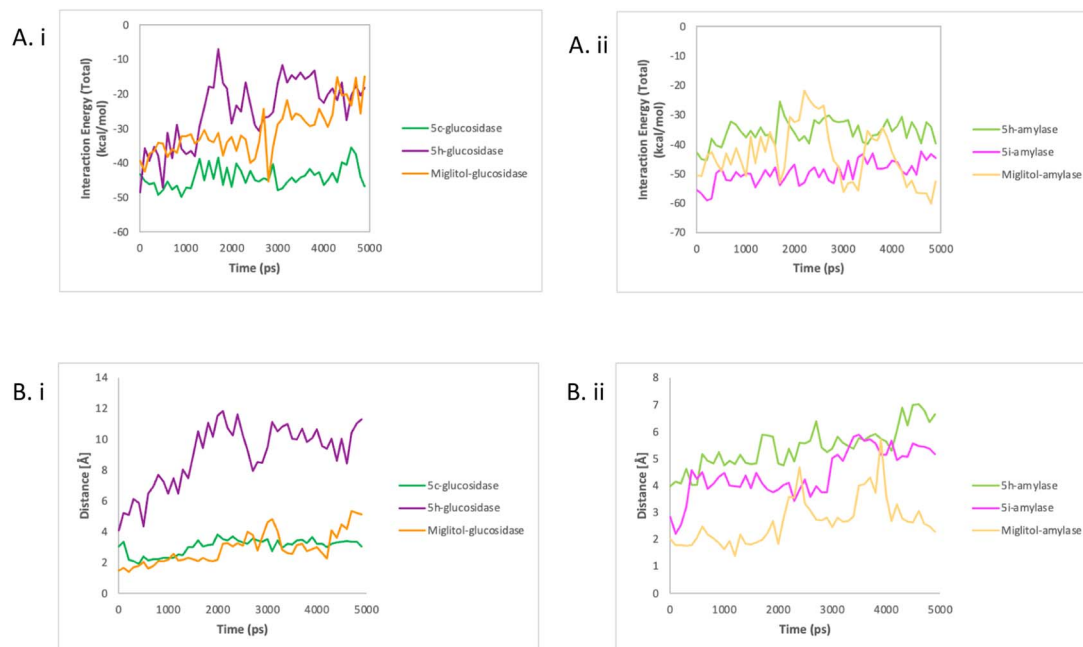 A. i
0
-10
-20
-30
-40
-50
-60
Interaction Energy (Total)
(kcal/mol)
0 1000 2000 3000 4000 5000
Time (ps)
5c-glucosidase
5h-glucosidase
Miglitol-glucosidase
A. ii
0
-10
-20
-30
-40
-50
-60
-70
Interaction Energy (Total)
(kcal/mol)
0 1000 2000 3000 4000 5000
Time (ps)
5h-amylase
5i-amylase
Miglitol-amylase
B. i
14
12
10
8
6
4
2
0
Distance [Å]
0 1000 2000 3000 4000 5000
Time (ps)
5c-glucosidase
5h-glucosidase
Miglitol-glucosidase
B. ii
8
7
6
5
4
3
2
1
0
Distance [Å]
0 1000 2000 3000 4000 5000
Time (ps)
5h-amylase
5i-amylase
Miglitol-amylase